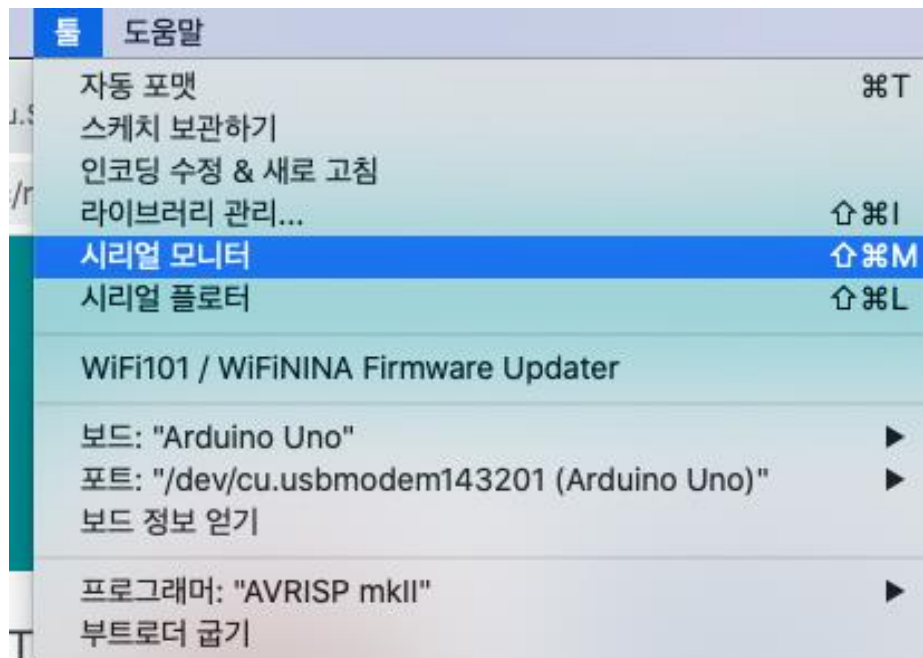 툴 도움말
자동 포맷 ⌘T
스케치 보관하기
인코딩 수정 & 새로 고침
라이브러리 관리... ⇧⌘I
시리얼 모니터 ⇧⌘M
시리얼 플로터 ⇧⌘L
WiFi101 / WiFiNINA Firmware Updater
보드: "Arduino Uno" ▶
포트: "/dev/cu.usbmodem143201 (Arduino Uno)" ▶
보드 정보 얻기
프로그래머: "AVRISP mkII" ▶
부트로더 굽기